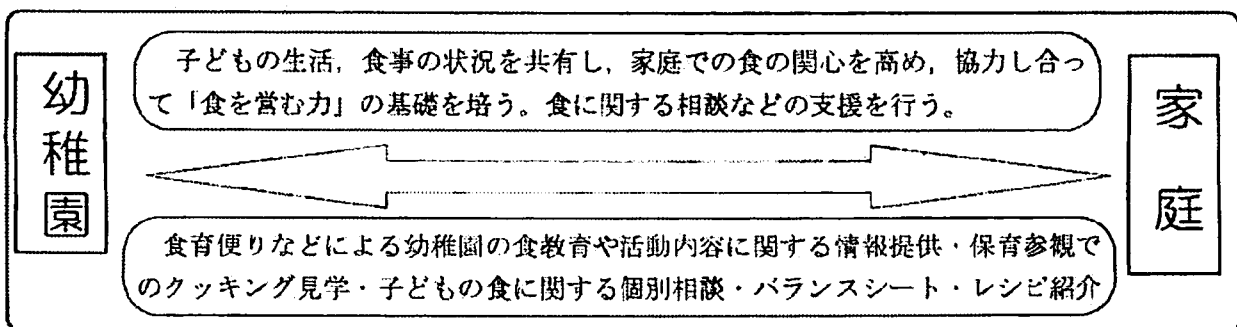 幼稚園
子どもの生活，食事の状況を共有し，家庭での食の関心を高め，協力し合っ
て「食を営む力」の基礎を培う。食に関する相談などの支援を行う。
家庭
食育便りなどによる幼稚園の食教育や活動内容に関する情報提供・保育参観で
のクッキング見学・子どもの食に関する個別相談・バランスシート・レシピ紹介